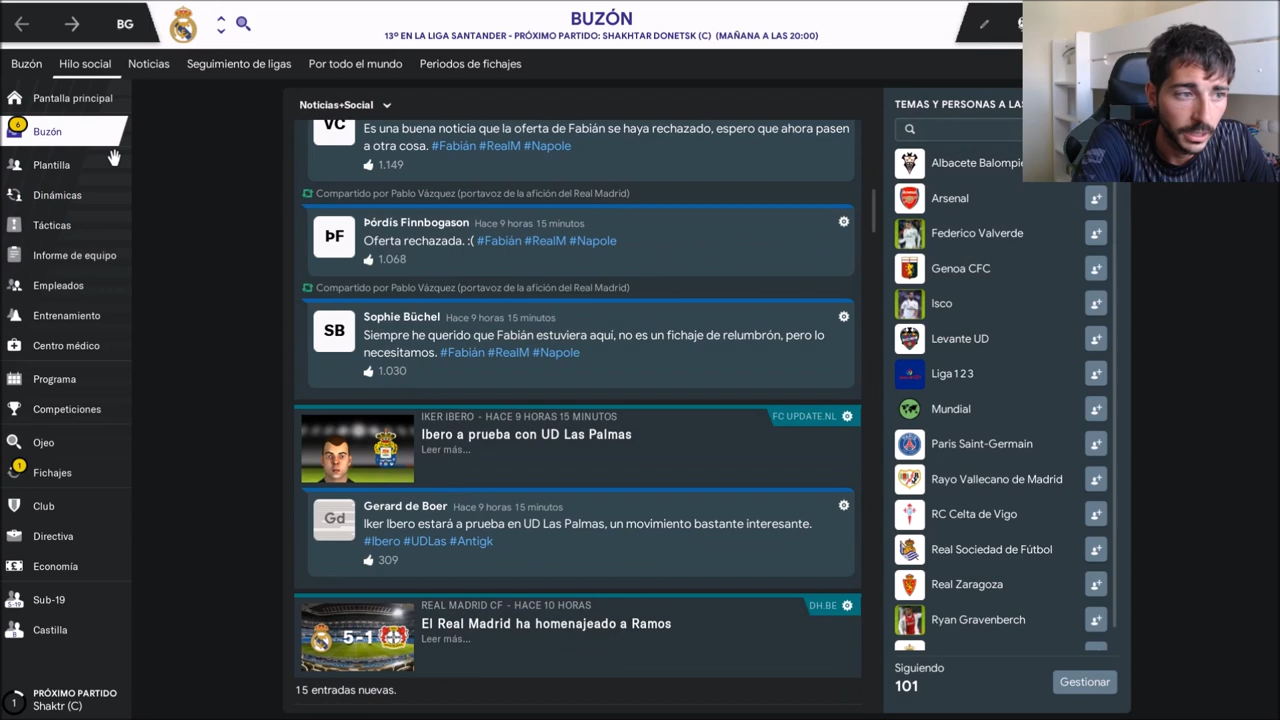 BG
BUZÓN
13º EN LA LIGA SANTANDER - PRÓXIMO PARTIDO: SHAKHTAR DONETSK (C) (MAÑANA A LAS 20:00)
Buzón
Hilo social
Noticias
Seguimiento de ligas
Por todo el mundo
Periodos de fichajes
Pantalla principal
6
Buzón
Plantilla
Dinámicas
Tácticas
Informe de equipo
Empleados
Entrenamiento
Centro médico
Programa
Competiciones
Ojeo
1
Fichajes
Club
Directiva
Economía
S-19
Sub-19
B
Castilla
1
PRÓXIMO PARTIDO
Shaktr (C)
Noticias+Social
VC
Es una buena noticia que la oferta de Fabián se haya rechazado, espero que ahora pasen
a otra cosa. #Fabián #RealM #Napole
1.149
Compartido por Pablo Vázquez (portavoz de la afición del Real Madrid)
ÞF
Þórdís Finnbogason Hace 9 horas 15 minutos
Oferta rechazada. :( #Fabián #RealM #Napole
1.068
Compartido por Pablo Vázquez (portavoz de la afición del Real Madrid)
SB
Sophie Büchel Hace 9 horas 15 minutos
Siempre he querido que Fabián estuviera aquí, no es un fichaje de relumbrón, pero lo
necesitamos. #Fabián #RealM #Napole
1.030
IKER IBERO - HACE 9 HORAS 15 MINUTOS
FC UPDATE.NL
Ibero a prueba con UD Las Palmas
Leer más...
Gd
Gerard de Boer Hace 9 horas 15 minutos
Iker Ibero estará a prueba en UD Las Palmas, un movimiento bastante interesante.
#Ibero #UDLas #Antigk
309
REAL MADRID CF - HACE 10 HORAS
DH.BE
5-1
El Real Madrid ha homenajeado a Ramos
Leer más...
15 entradas nuevas.
TEMAS Y PERSONAS A LAS
Albacete Balompié
Arsenal
Federico Valverde
Genoa CFC
Isco
Levante UD
Liga 1 2 3
Mundial
Paris Saint-Germain
Rayo Vallecano de Madrid
RC Celta de Vigo
Real Sociedad de Fútbol
Real Zaragoza
Ryan Gravenberch
Siguiendo
101
Gestionar